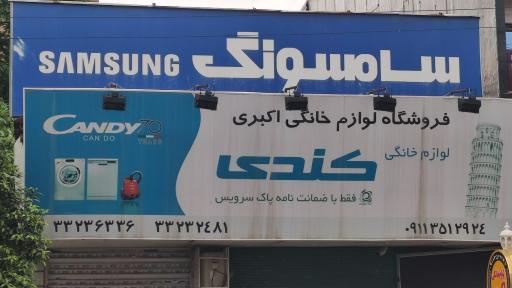 SAMSUNG سامسونگ
فروشگاه لوازم خانگی اکبری
CANDY 70
CAN DO YEARS
لوازم خانگی
کندی
فقط با ضمانت نامه پاک سرویس
۳۳۲۳۶۳۳۶ ۳۳۲۳۲۴۸۱ ۰۹۱۱۳۵۱۲۹۲۴